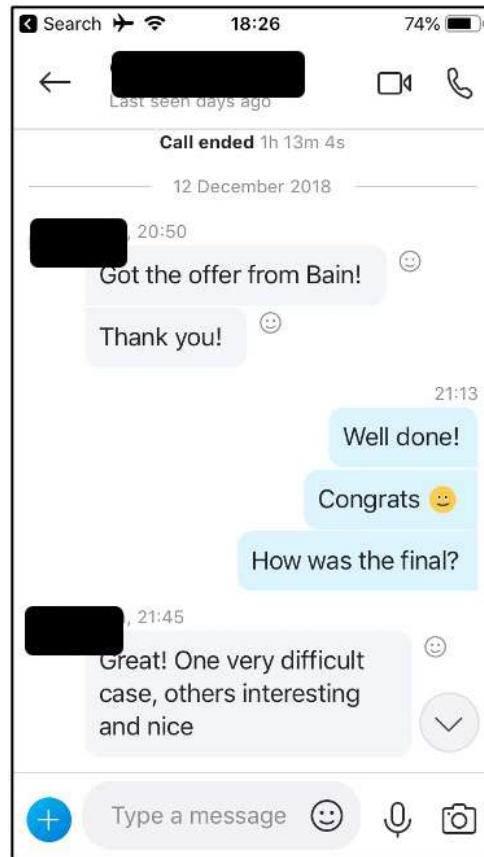 Search 18:26 74%
Last seen days ago
Call ended 1h 13m 4s
12 December 2018
, 20:50
Got the offer from Bain!
Thank you!
21:13
Well done!
Congrats 🙂
How was the final?
, 21:45
Great! One very difficult
case, others interesting
and nice
Type a message